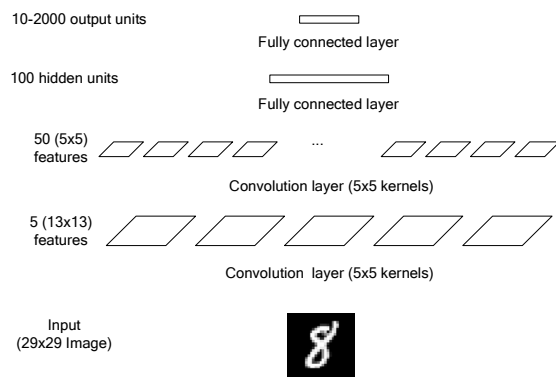 10-2000 output units
Fully connected layer
100 hidden units
Fully connected layer
50 (5x5)
features
...
Convolution layer (5x5 kernels)
5 (13x13)
features
Convolution layer (5x5 kernels)
Input
(29x29 Image)
8